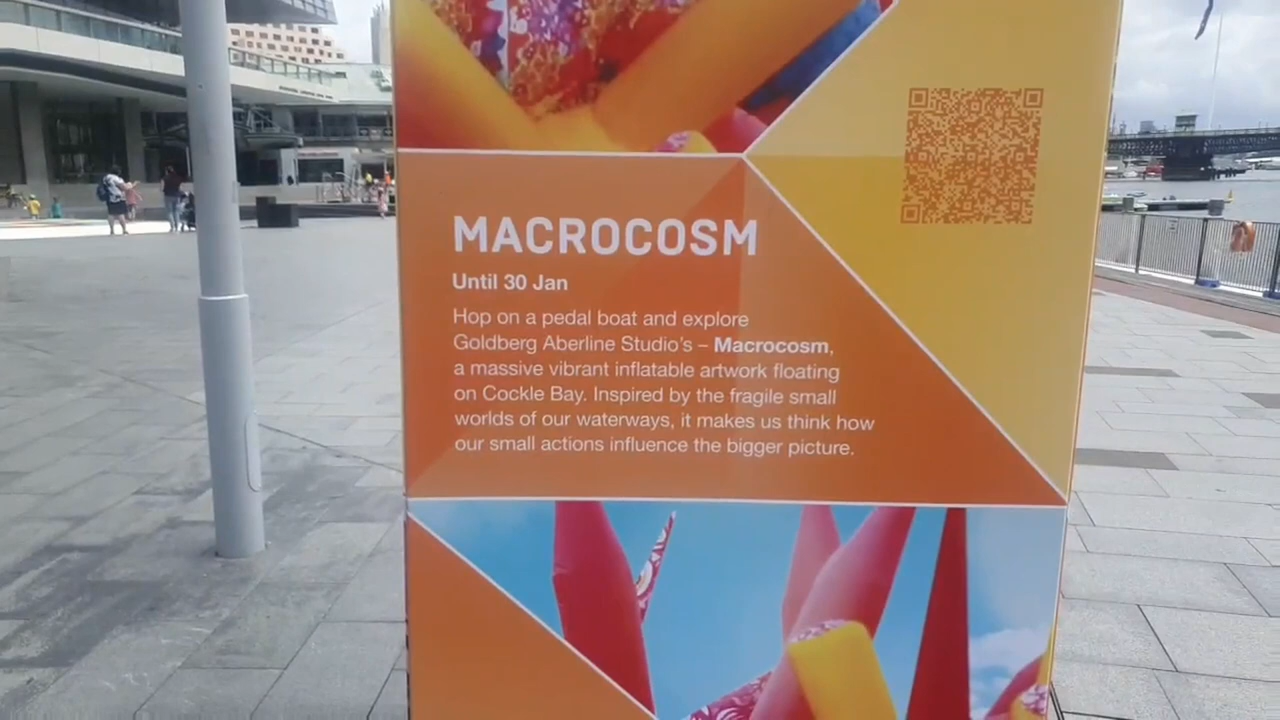 MACROCOSM
Until 30 Jan
Hop on a pedal boat and explore
Goldberg Aberline Studio's – Macrocosm,
a massive vibrant inflatable artwork floating
on Cockle Bay. Inspired by the fragile small
worlds of our waterways, it makes us think how
our small actions influence the bigger picture.